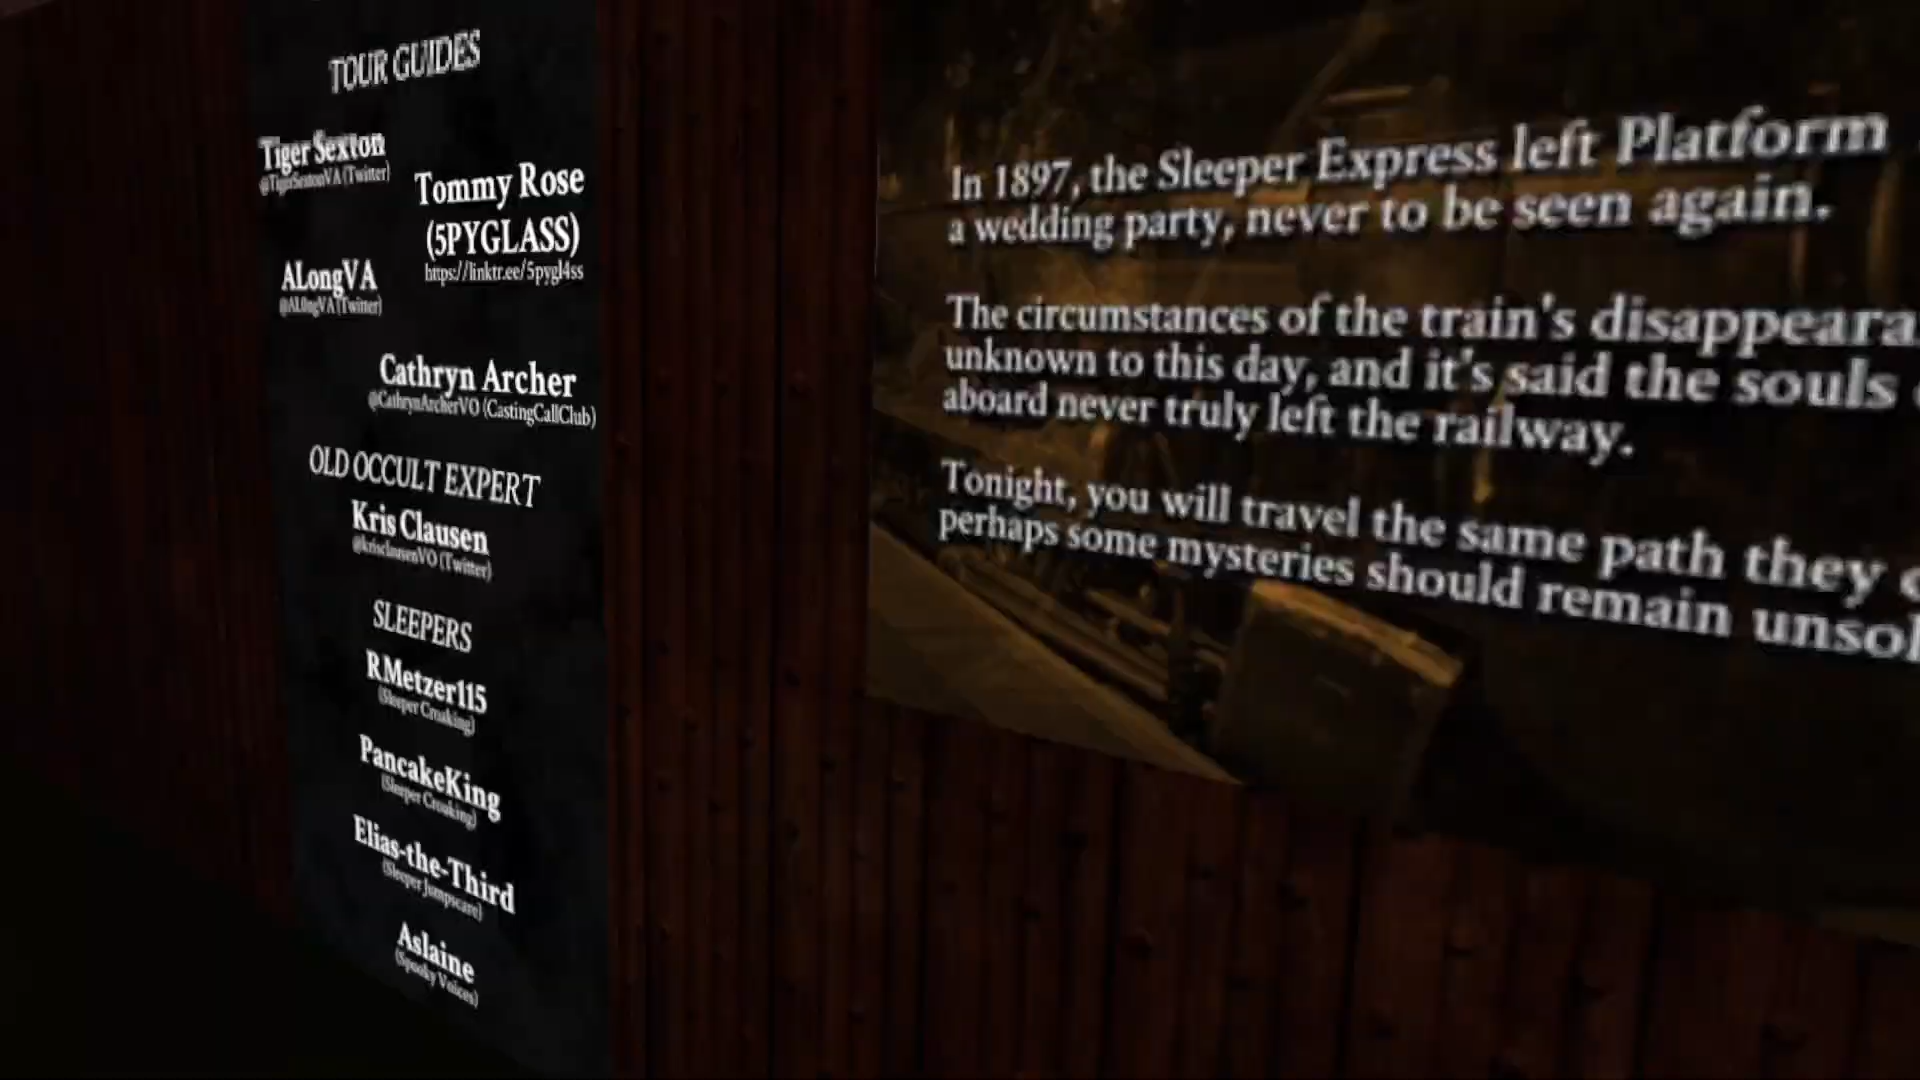 TOUR GUIDES
Tiger Sexton
@TigerSextonVA (Twitter)
Tommy Rose
(5PYGLASS)
https://linktr.ee/5pygl4ss
ALongVA
@AL0ngVA (Twitter)
Cathryn Archer
@CathrynArcherVO (CastingCallClub)
OLD OCCULT EXPERT
Kris Clausen
@krisclausenVO (Twitter)
SLEEPERS
RMetzer115
(Sleeper Croaking)
PancakeKing
(Sleeper Croaking)
Elias-the-Third
(Sleeper Jumpscare)
Aslaine
(Spooky Voices)
In 1897, the Sleeper Express left Platform
a wedding party, never to be seen again.
The circumstances of the train's disappeara
unknown to this day, and it's said the souls
aboard never truly left the railway.
Tonight, you will travel the same path they
perhaps some mysteries should remain unsol